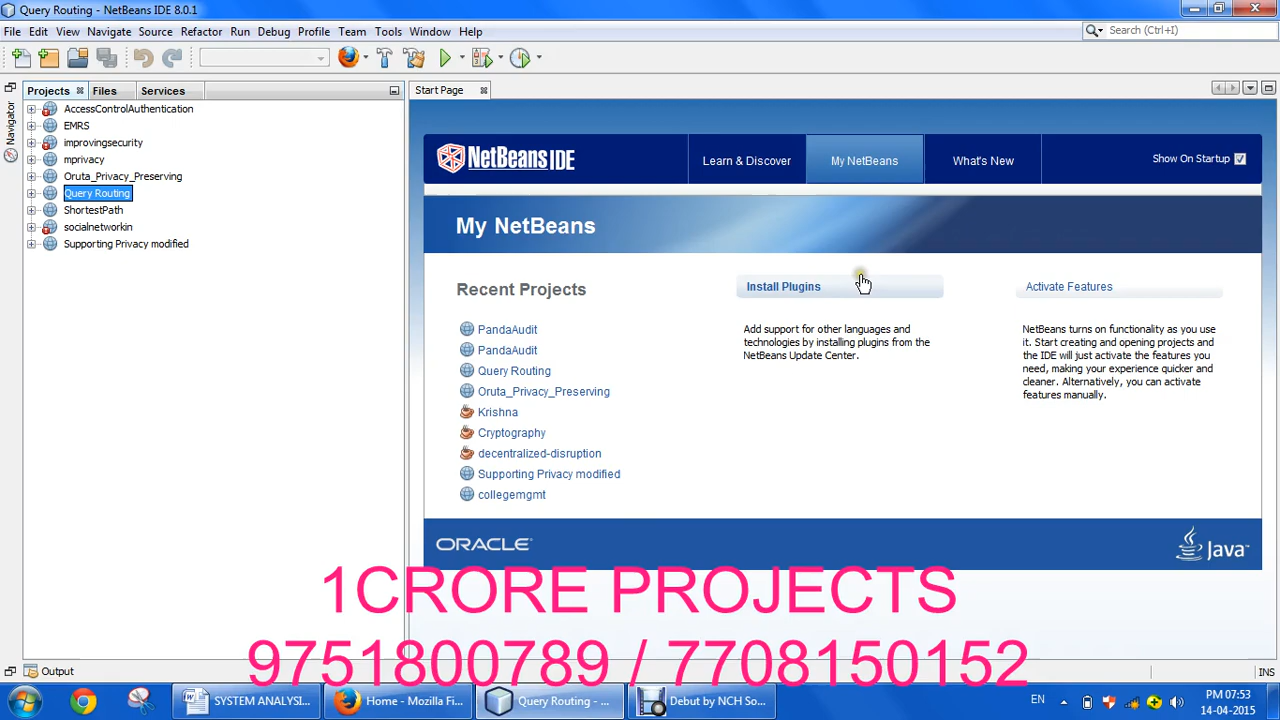 Query Routing - NetBeans IDE 8.0.1
File Edit View Navigate Source Refactor Run Debug Profile Team Tools Window Help
Search (Ctrl+I)
Projects Files Services
Start Page
Navigator
AccessControlAuthentication
EMRS
improvingsecurity
mprivacy
Oruta_Privacy_Preserving
Query Routing
ShortestPath
socialnetworkin
Supporting Privacy modified
NetBeans IDE
Learn & Discover
My NetBeans
What's New
Show On Startup
My NetBeans
Recent Projects
PandaAudit
PandaAudit
Query Routing
Oruta_Privacy_Preserving
Krishna
Cryptography
decentralized-disruption
Supporting Privacy modified
collegemgmt
Install Plugins
Add support for other languages and
technologies by installing plugins from the
NetBeans Update Center.
Activate Features
NetBeans turns on functionality as you use
it. Start creating and opening projects and
the IDE will just activate the features you
need, making your experience quicker and
cleaner. Alternatively, you can activate
features manually.
ORACLE
Java
1CRORE PROJECTS
9751800789 / 7708150152
Output
INS
SYSTEM ANALYSI...
Home - Mozilla Fi...
Query Routing - ...
Debut by NCH So...
EN
PM 07:53
14-04-2015